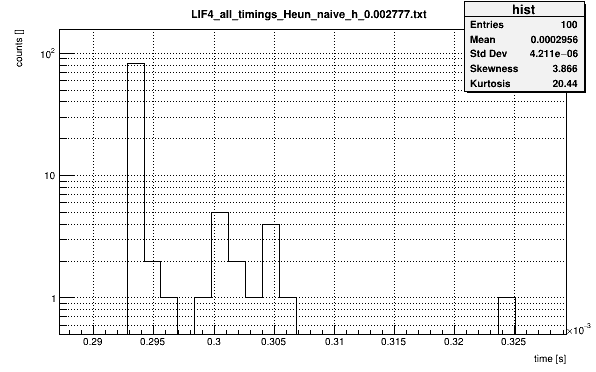 LIF4_all_timings_Heun_naive_h_0.002777.txt
hist
Entries 100
Mean 0.0002956
Std Dev 4.211e−06
Skewness 3.866
Kurtosis 20.44
counts []
10²
10
1
0.29 0.295 0.3 0.305 0.31 0.315 0.32 0.325
×10⁻³
time [s]